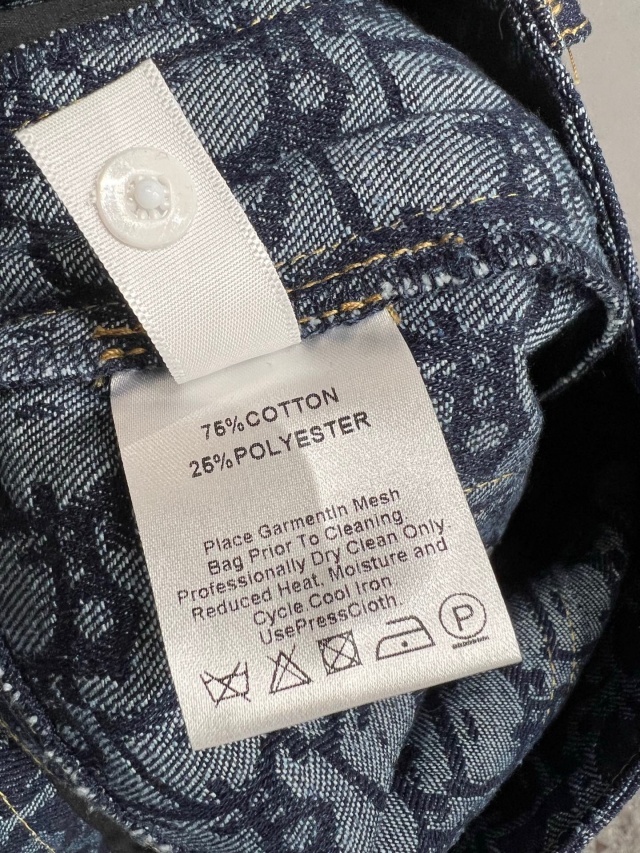 75%COTTON
25%POLYESTER
Place GarmentIn Mesh
Bag Prior To Cleaning.
Professionally Dry Clean Only.
Reduced Heat, Moisture and
Cycle Cool Iron
UsePressCloth.
P